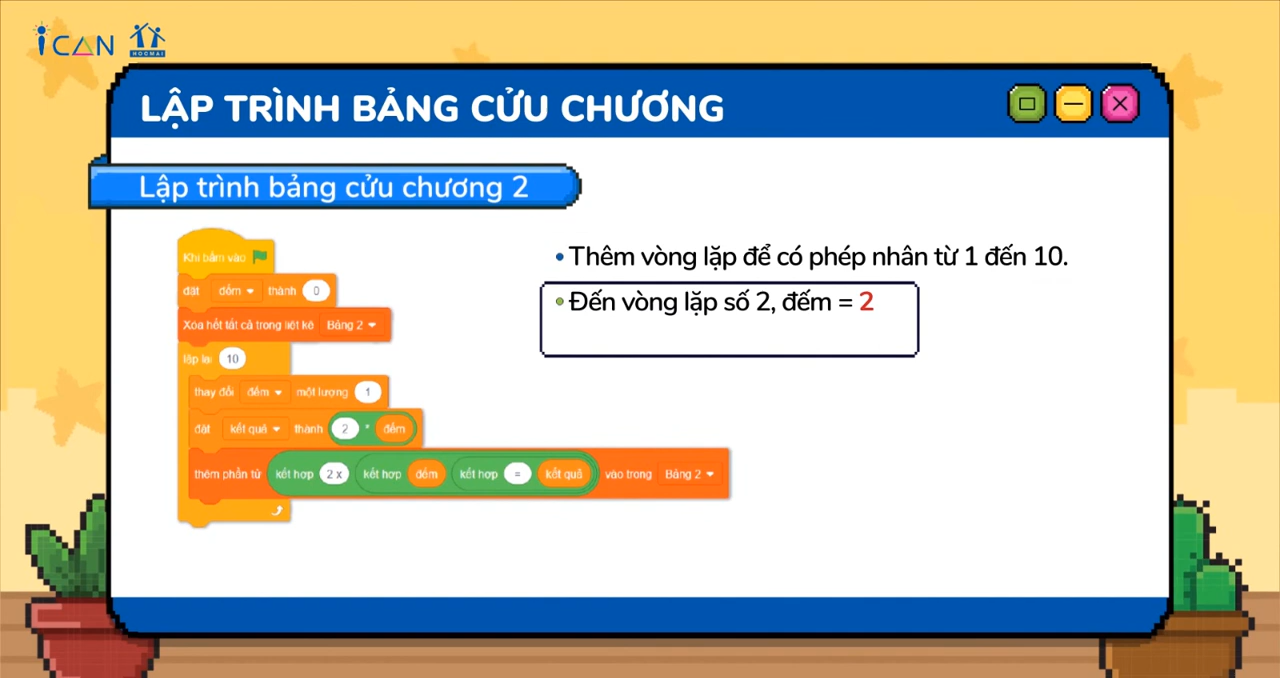 iCAN
HOCMAI
LẬP TRÌNH BẢNG CỬU CHƯƠNG
Lập trình bảng cửu chương 2
Khi bấm vào
đặt đếm thành 0
Xóa hết tất cả trong liệt kê Bảng 2
lặp lại 10
thay đổi đếm một lượng 1
đặt kết quả thành 2 * đếm
thêm phần tử kết hợp 2 x kết hợp đếm kết hợp = kết quả vào trong Bảng 2
• Thêm vòng lặp để có phép nhân từ 1 đến 10.
• Đến vòng lặp số 2, đếm = 2